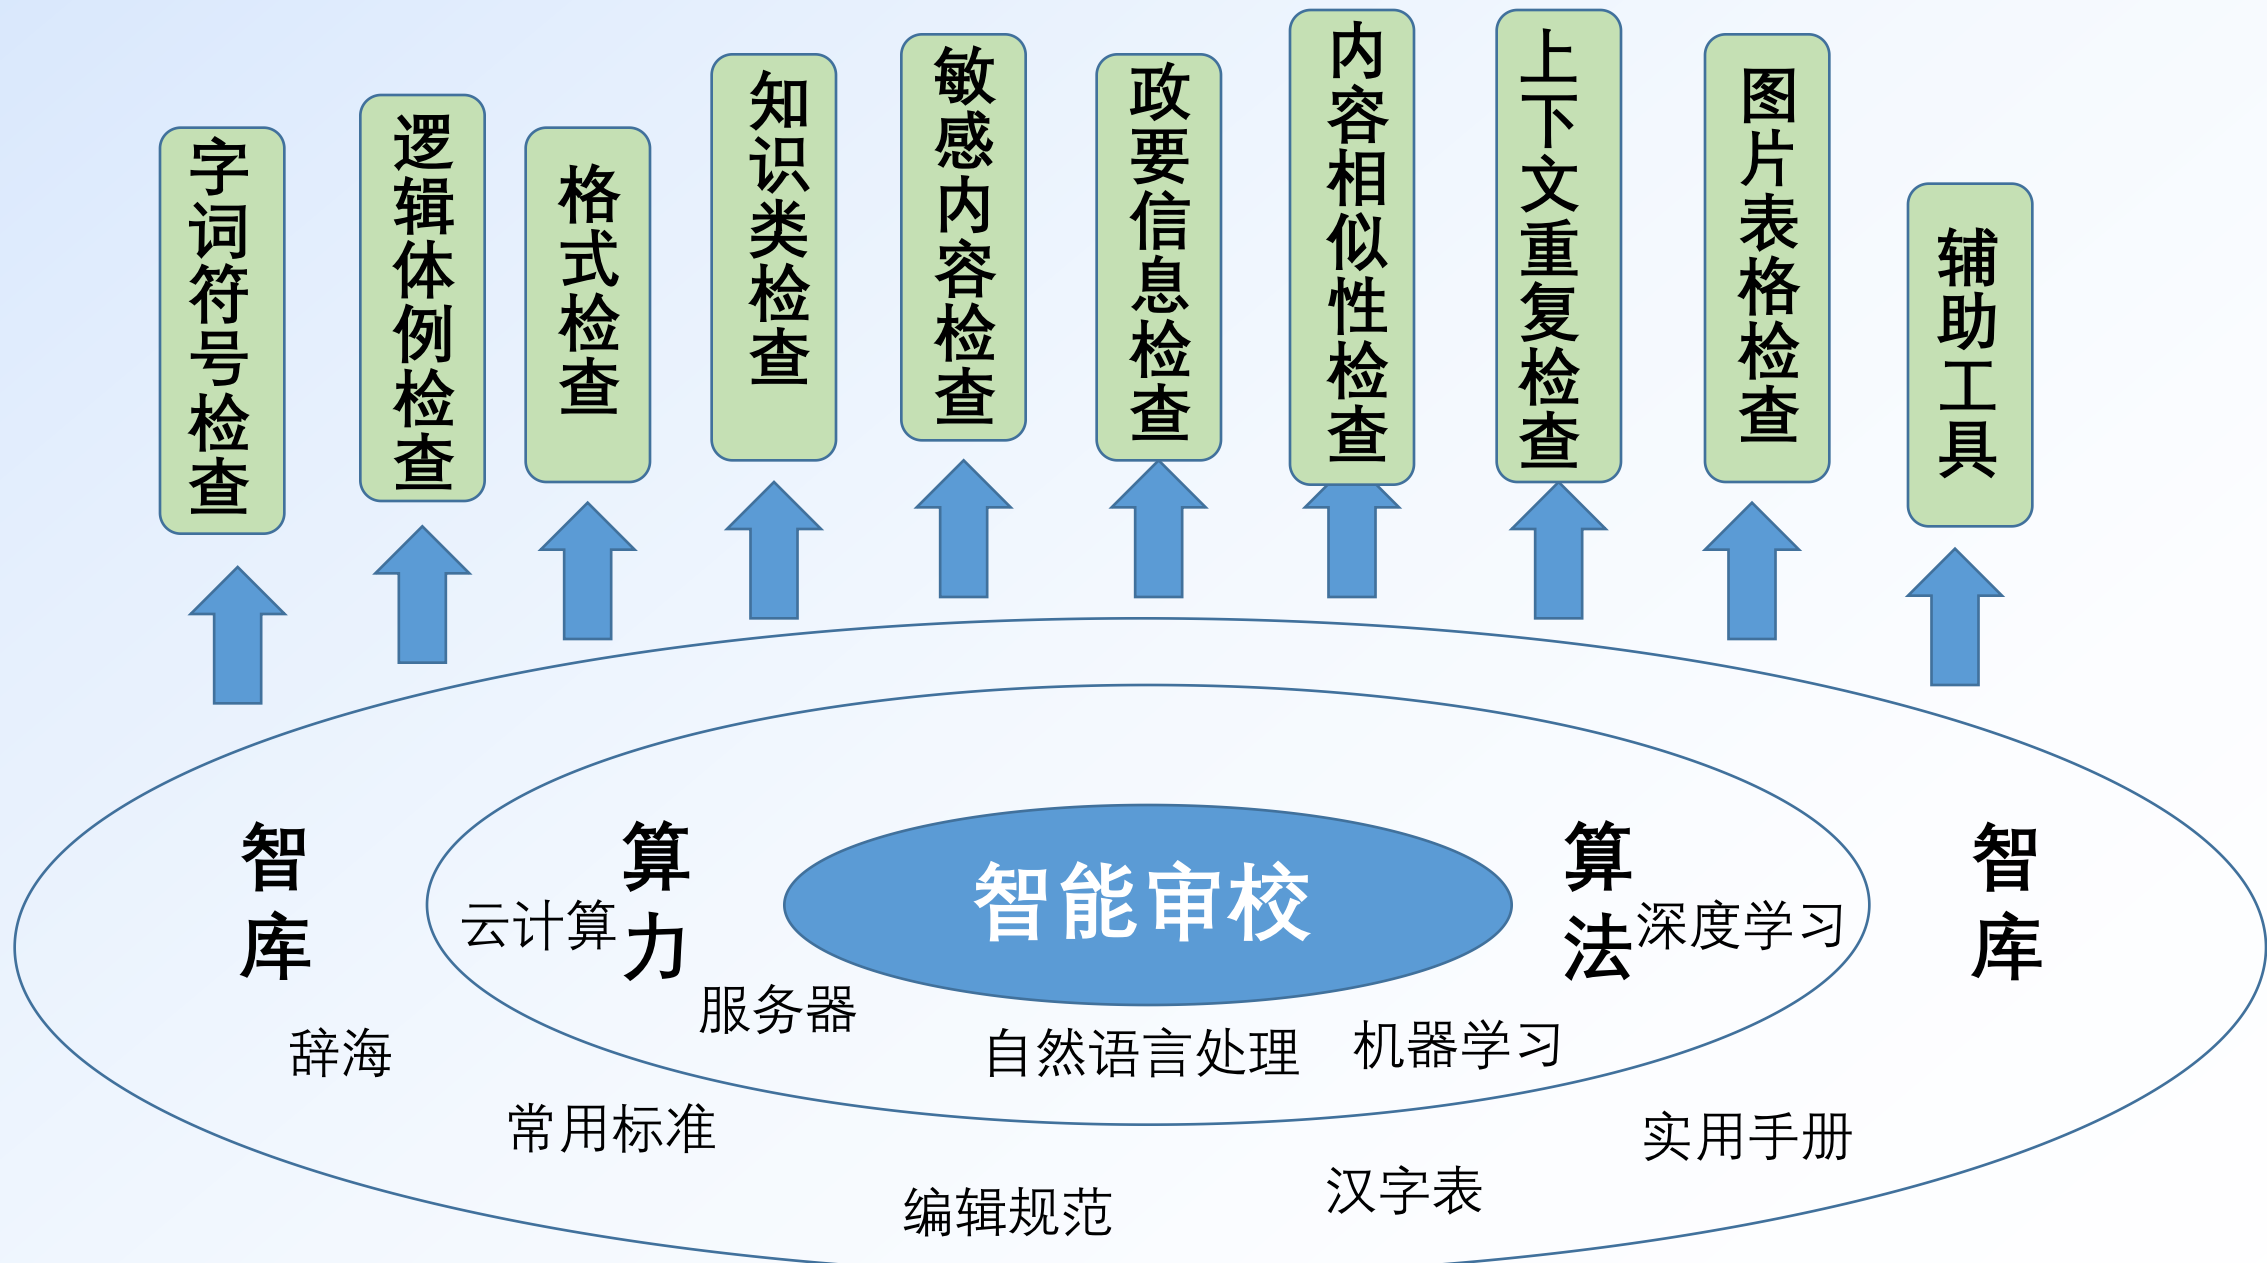 字词符号检查
逻辑体例检查
格式检查
知识类检查
敏感内容检查
政要信息检查
内容相似性检查
上下文重复检查
图片表格检查
辅助工具
智库
算力
智能审校
算法
智库
云计算
深度学习
服务器
自然语言处理
机器学习
辞海
常用标准
编辑规范
汉字表
实用手册